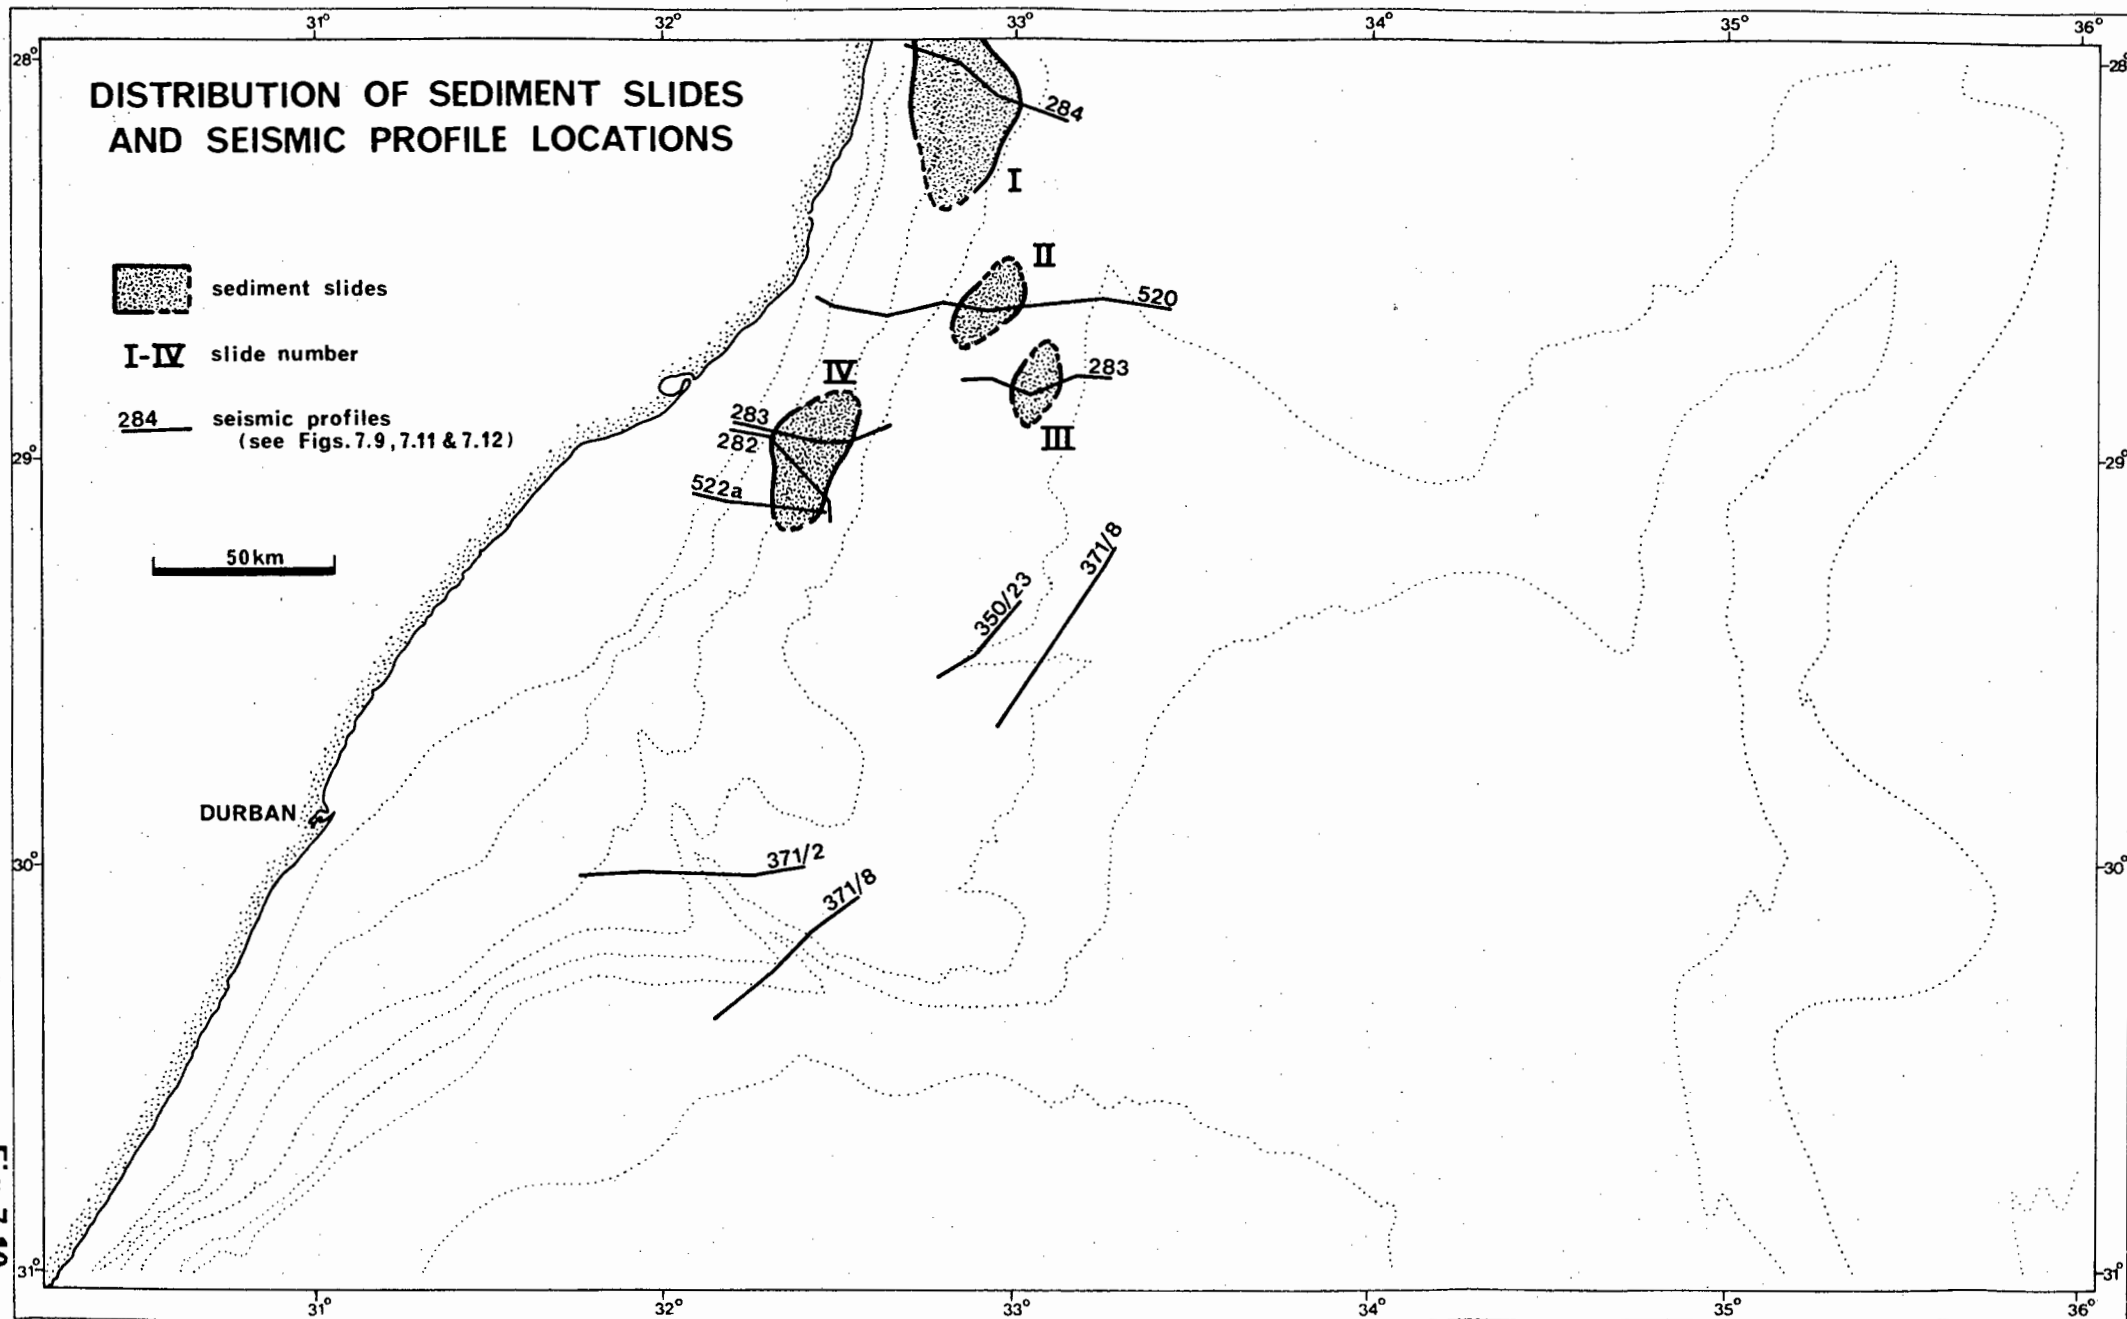 31° 32° 33° 34° 35° 36°
28° 28°
DISTRIBUTION OF SEDIMENT SLIDES
AND SEISMIC PROFILE LOCATIONS
284
I
II
sediment slides
520
I-IV slide number
IV
283
284 seismic profiles
(see Figs. 7.9, 7.11 & 7.12)
283
282
III
29° 29°
522a
50km
371/8
350/23
DURBAN
30° 30°
371/2
371/8
31° 31°
31° 32° 33° 34° 35° 36°